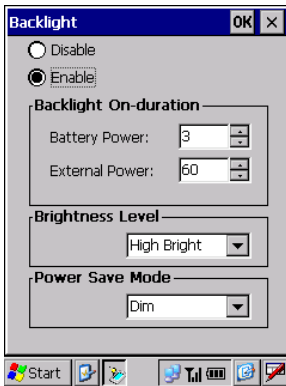 Backlight OK ×
Disable
Enable
Backlight On-duration
Battery Power: 3
External Power: 60
Brightness Level
High Bright
Power Save Mode
Dim
Start